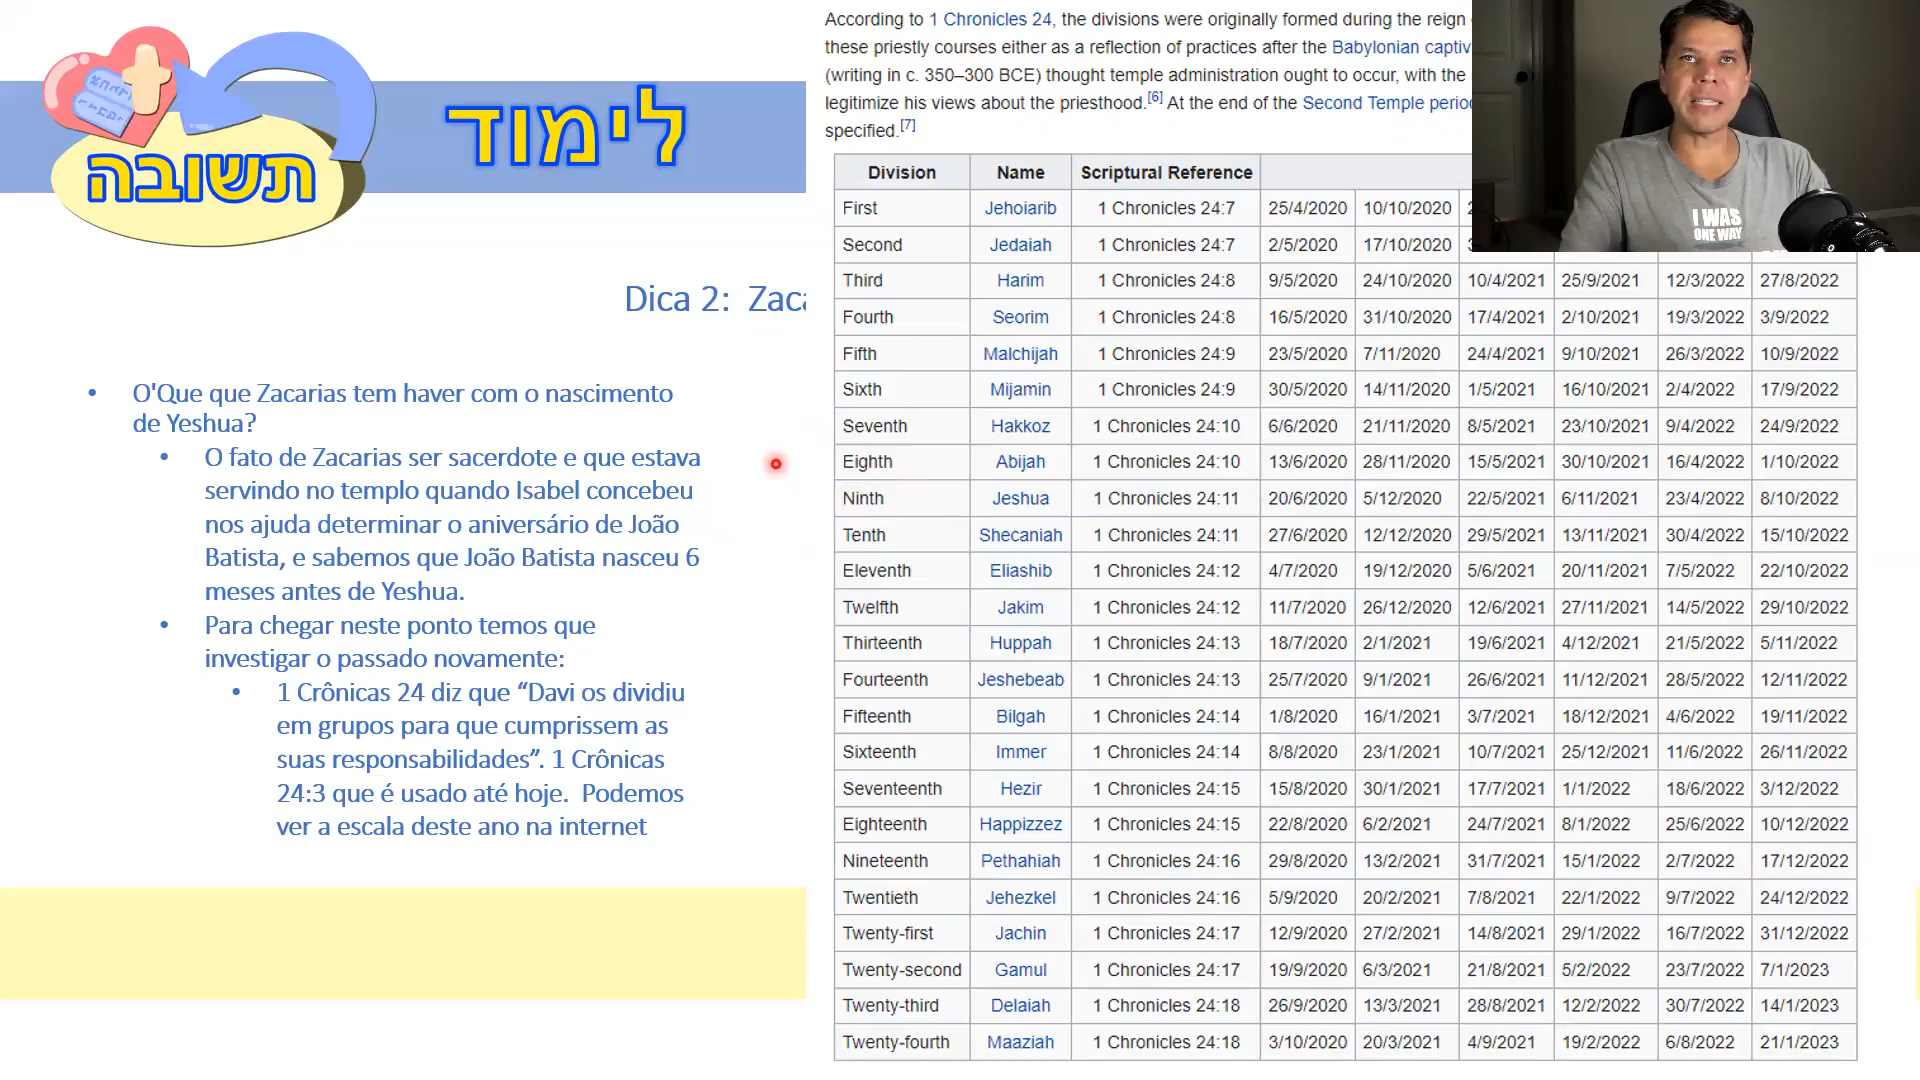 תשובה
לימוד
Dica 2: Zaca
O'Que que Zacarias tem haver com o nascimento
de Yeshua?
O fato de Zacarias ser sacerdote e que estava
servindo no templo quando Isabel concebeu
nos ajuda determinar o aniversário de João
Batista, e sabemos que João Batista nasceu 6
meses antes de Yeshua.
Para chegar neste ponto temos que
investigar o passado novamente:
1 Crônicas 24 diz que “Davi os dividiu
em grupos para que cumprissem as
suas responsabilidades”. 1 Crônicas
24:3 que é usado até hoje. Podemos
ver a escala deste ano na internet
According to 1 Chronicles 24, the divisions were originally formed during the reign
these priestly courses either as a reflection of practices after the Babylonian captiv
(writing in c. 350–300 BCE) thought temple administration ought to occur, with the
legitimize his views about the priesthood.[6] At the end of the Second Temple perio
specified.[7]
Division Name Scriptural Reference
First Jehoiarib 1 Chronicles 24:7 25/4/2020 10/10/2020
Second Jedaiah 1 Chronicles 24:7 2/5/2020 17/10/2020
Third Harim 1 Chronicles 24:8 9/5/2020 24/10/2020 10/4/2021 25/9/2021 12/3/2022 27/8/2022
Fourth Seorim 1 Chronicles 24:8 16/5/2020 31/10/2020 17/4/2021 2/10/2021 19/3/2022 3/9/2022
Fifth Malchijah 1 Chronicles 24:9 23/5/2020 7/11/2020 24/4/2021 9/10/2021 26/3/2022 10/9/2022
Sixth Mijamin 1 Chronicles 24:9 30/5/2020 14/11/2020 1/5/2021 16/10/2021 2/4/2022 17/9/2022
Seventh Hakkoz 1 Chronicles 24:10 6/6/2020 21/11/2020 8/5/2021 23/10/2021 9/4/2022 24/9/2022
Eighth Abijah 1 Chronicles 24:10 13/6/2020 28/11/2020 15/5/2021 30/10/2021 16/4/2022 1/10/2022
Ninth Jeshua 1 Chronicles 24:11 20/6/2020 5/12/2020 22/5/2021 6/11/2021 23/4/2022 8/10/2022
Tenth Shecaniah 1 Chronicles 24:11 27/6/2020 12/12/2020 29/5/2021 13/11/2021 30/4/2022 15/10/2022
Eleventh Eliashib 1 Chronicles 24:12 4/7/2020 19/12/2020 5/6/2021 20/11/2021 7/5/2022 22/10/2022
Twelfth Jakim 1 Chronicles 24:12 11/7/2020 26/12/2020 12/6/2021 27/11/2021 14/5/2022 29/10/2022
Thirteenth Huppah 1 Chronicles 24:13 18/7/2020 2/1/2021 19/6/2021 4/12/2021 21/5/2022 5/11/2022
Fourteenth Jeshebeab 1 Chronicles 24:13 25/7/2020 9/1/2021 26/6/2021 11/12/2021 28/5/2022 12/11/2022
Fifteenth Bilgah 1 Chronicles 24:14 1/8/2020 16/1/2021 3/7/2021 18/12/2021 4/6/2022 19/11/2022
Sixteenth Immer 1 Chronicles 24:14 8/8/2020 23/1/2021 10/7/2021 25/12/2021 11/6/2022 26/11/2022
Seventeenth Hezir 1 Chronicles 24:15 15/8/2020 30/1/2021 17/7/2021 1/1/2022 18/6/2022 3/12/2022
Eighteenth Happizzez 1 Chronicles 24:15 22/8/2020 6/2/2021 24/7/2021 8/1/2022 25/6/2022 10/12/2022
Nineteenth Pethahiah 1 Chronicles 24:16 29/8/2020 13/2/2021 31/7/2021 15/1/2022 2/7/2022 17/12/2022
Twentieth Jehezkel 1 Chronicles 24:16 5/9/2020 20/2/2021 7/8/2021 22/1/2022 9/7/2022 24/12/2022
Twenty-first Jachin 1 Chronicles 24:17 12/9/2020 27/2/2021 14/8/2021 29/1/2022 16/7/2022 31/12/2022
Twenty-second Gamul 1 Chronicles 24:17 19/9/2020 6/3/2021 21/8/2021 5/2/2022 23/7/2022 7/1/2023
Twenty-third Delaiah 1 Chronicles 24:18 26/9/2020 13/3/2021 28/8/2021 12/2/2022 30/7/2022 14/1/2023
Twenty-fourth Maaziah 1 Chronicles 24:18 3/10/2020 20/3/2021 4/9/2021 19/2/2022 6/8/2022 21/1/2023
I WAS
ONE WAY